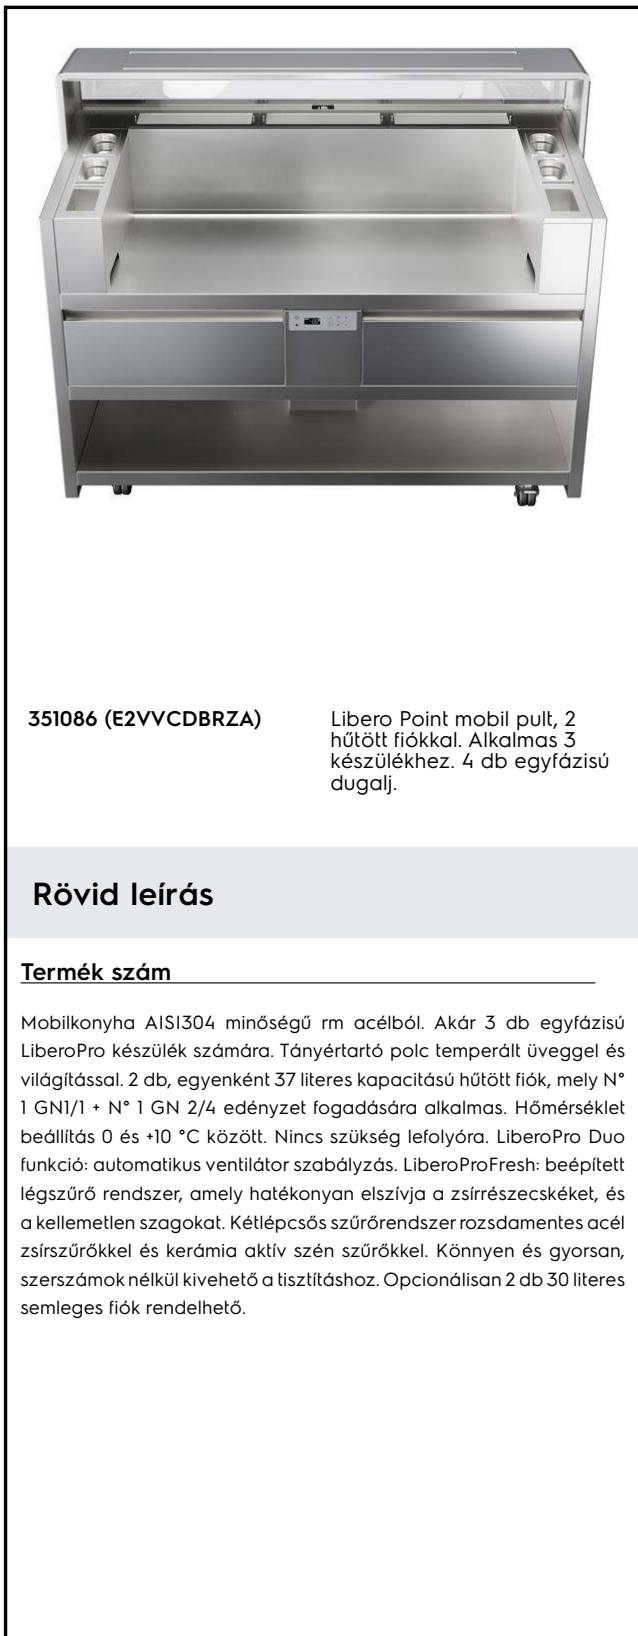 351086 (E2VVCDBRZA)
Libero Point mobil pult, 2
hűtött fiókkal. Alkalmas 3
készülékhez. 4 db egyfázisú
dugalj.
Rövid leírás
Termék szám
Mobilkonyha AISI304 minőségű rm acélból. Akár 3 db egyfázisú
LiberoPro készülék számára. Tányértartó polc temperált üveggel és
világítással. 2 db, egyenként 37 literes kapacitású hűtött fiók, mely N°
1 GN1/1 + N° 1 GN 2/4 edényzet fogadására alkalmas. Hőmérséklet
beállítás 0 és +10 °C között. Nincs szükség lefolyóra. LiberoPro Duo
funkció: automatikus ventilátor szabályzás. LiberoProFresh: beépített
légszűrő rendszer, amely hatékonyan elszívja a zsírrészecskéket, és
a kellemetlen szagokat. Kétlépcsős szűrőrendszer rozsdamentes acél
zsírszűrőkkel és kerámia aktív szén szűrőkkel. Könnyen és gyorsan,
szerszámok nélkül kivehető a tisztításhoz. Opcionálisan 2 db 30 literes
semleges fiók rendelhető.